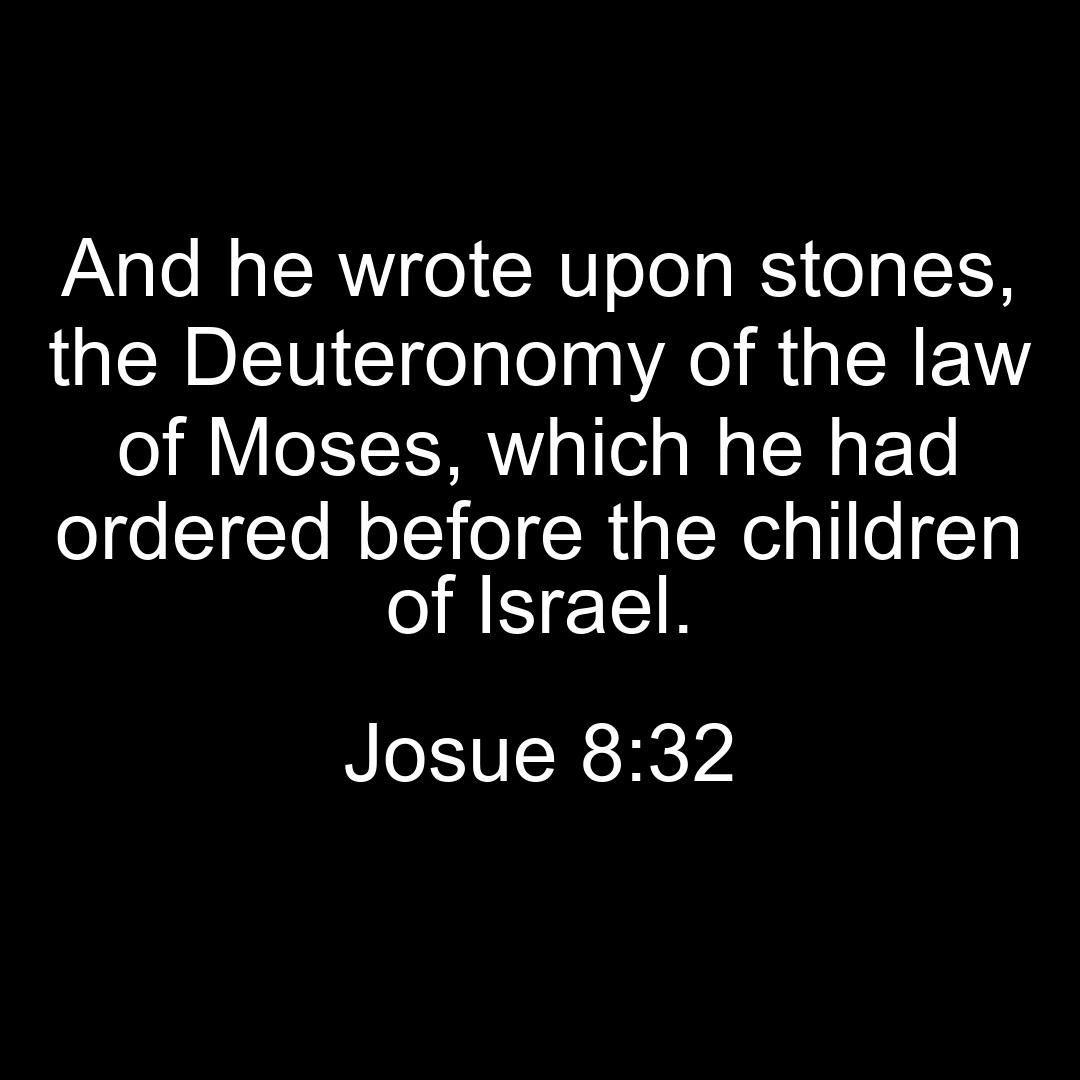 And he wrote upon stones,
the Deuteronomy of the law
of Moses, which he had
ordered before the children
of Israel.
Josue 8:32